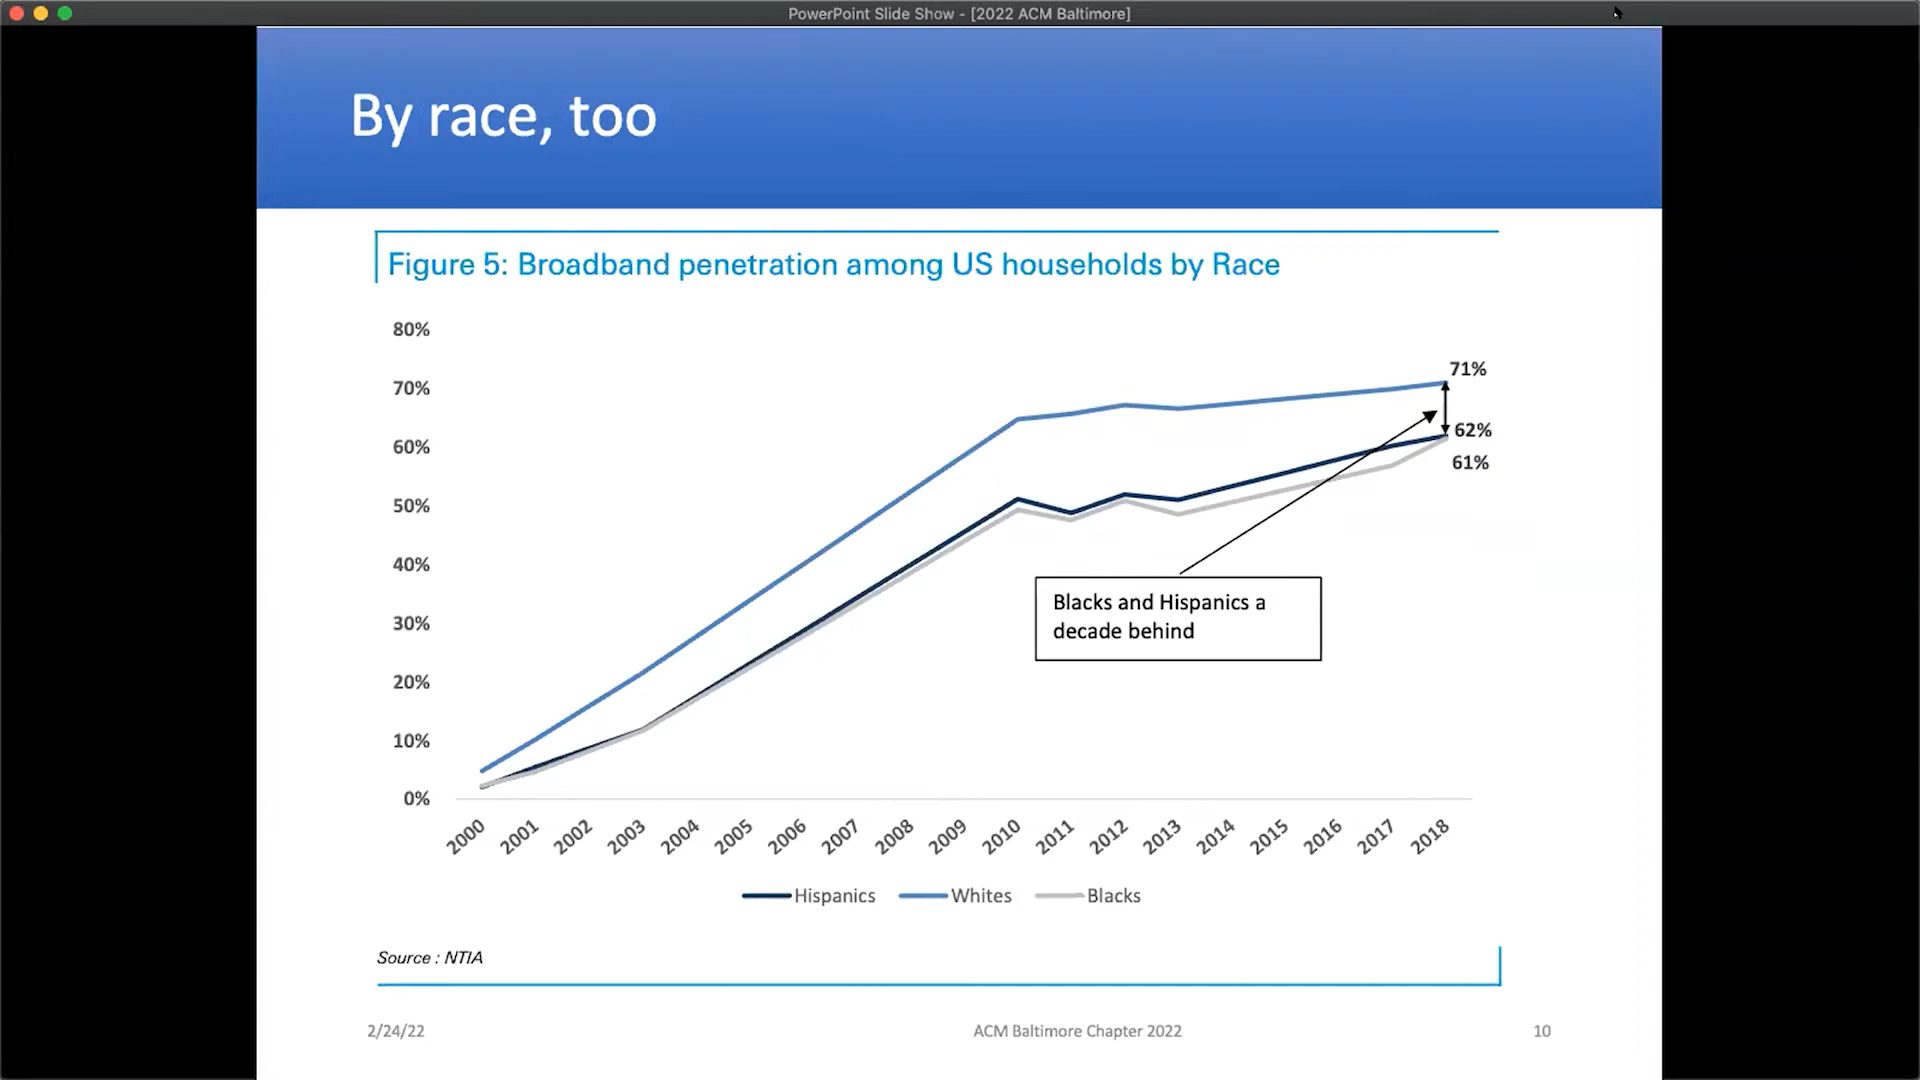 PowerPoint Slide Show - [2022 ACM Baltimore]
By race, too
Figure 5: Broadband penetration among US households by Race
80%
70%
60%
50%
40%
30%
20%
10%
0%
71%
62%
61%
Blacks and Hispanics a
decade behind
2000 2001 2002 2003 2004 2005 2006 2007 2008 2009 2010 2011 2012 2013 2014 2015 2016 2017 2018
Hispanics Whites Blacks
Source : NTIA
2/24/22 ACM Baltimore Chapter 2022 10